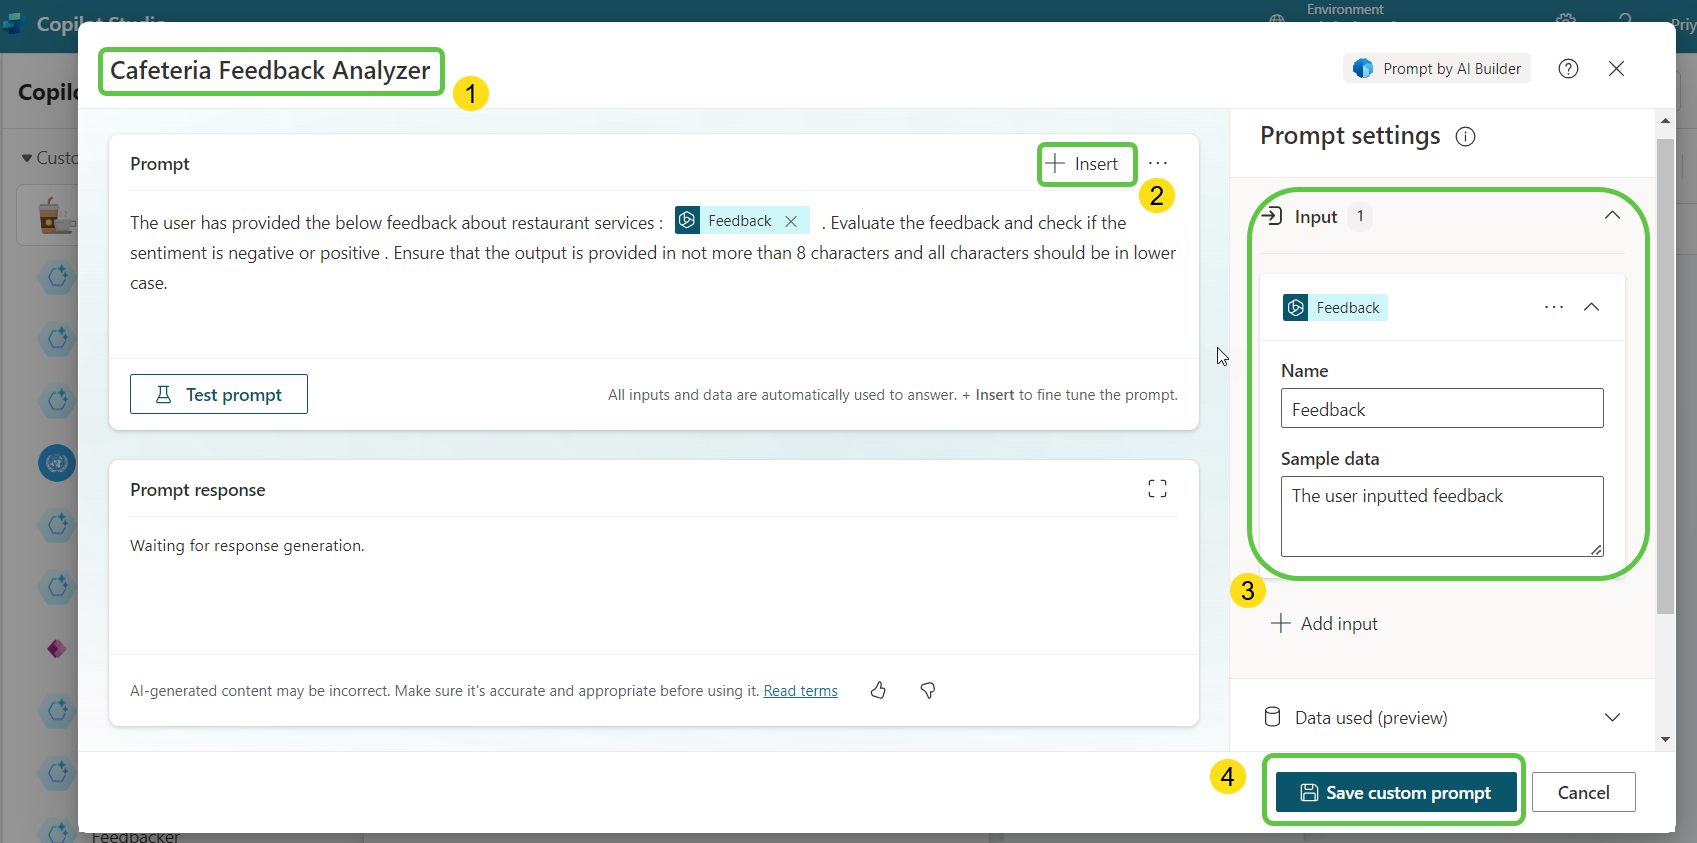 Environment
Cafeteria Feedback Analyzer
1
Prompt by AI Builder
Prompt
Insert
2
The user has provided the below feedback about restaurant services : Feedback . Evaluate the feedback and check if the
sentiment is negative or positive . Ensure that the output is provided in not more than 8 characters and all characters should be in lower
case.
Test prompt
All inputs and data are automatically used to answer. + Insert to fine tune the prompt.
Prompt response
Waiting for response generation.
AI-generated content may be incorrect. Make sure it's accurate and appropriate before using it. Read terms
Prompt settings
Input 1
Feedback
Name
Feedback
Sample data
The user inputted feedback
3
Add input
Data used (preview)
4
Save custom prompt
Cancel